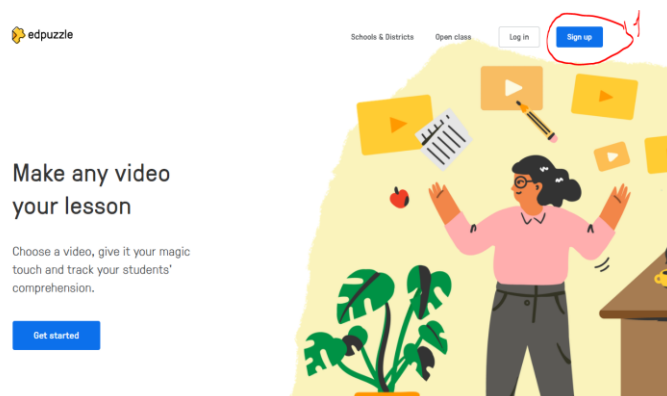 edpuzzle
Schools & Districts
Open class
Log in
Sign up
1
Make any video
your lesson
Choose a video, give it your magic
touch and track your students'
comprehension.
Get started